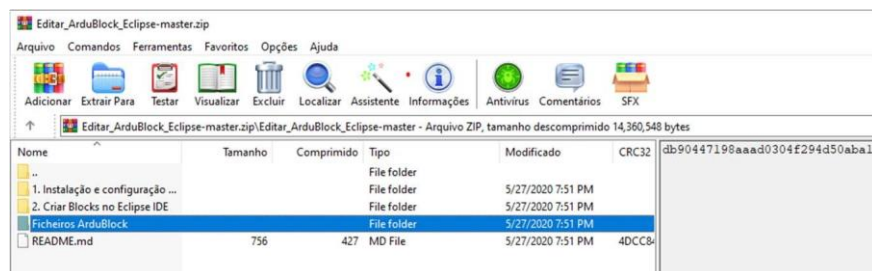 Editar_ArduBlock_Eclipse-master.zip
Arquivo Comandos Ferramentas Favoritos Opções Ajuda
Adicionar Extrair Para Testar Visualizar Excluir Localizar Assistente Informações Antivírus Comentários SFX
Editar_ArduBlock_Eclipse-master.zip\Editar_ArduBlock_Eclipse-master - Arquivo ZIP, tamanho descomprimido 14,360,548 bytes
Nome Tamanho Comprimido Tipo Modificado CRC32 db90447198aaad0304f294d50aba1
.. File folder
1. Instalação e configuração ... File folder 5/27/2020 7:51 PM
2. Criar Blocks no Eclipse IDE File folder 5/27/2020 7:51 PM
Ficheiros ArduBlock File folder 5/27/2020 7:51 PM
README.md 756 427 MD File 5/27/2020 7:51 PM 4DCC84